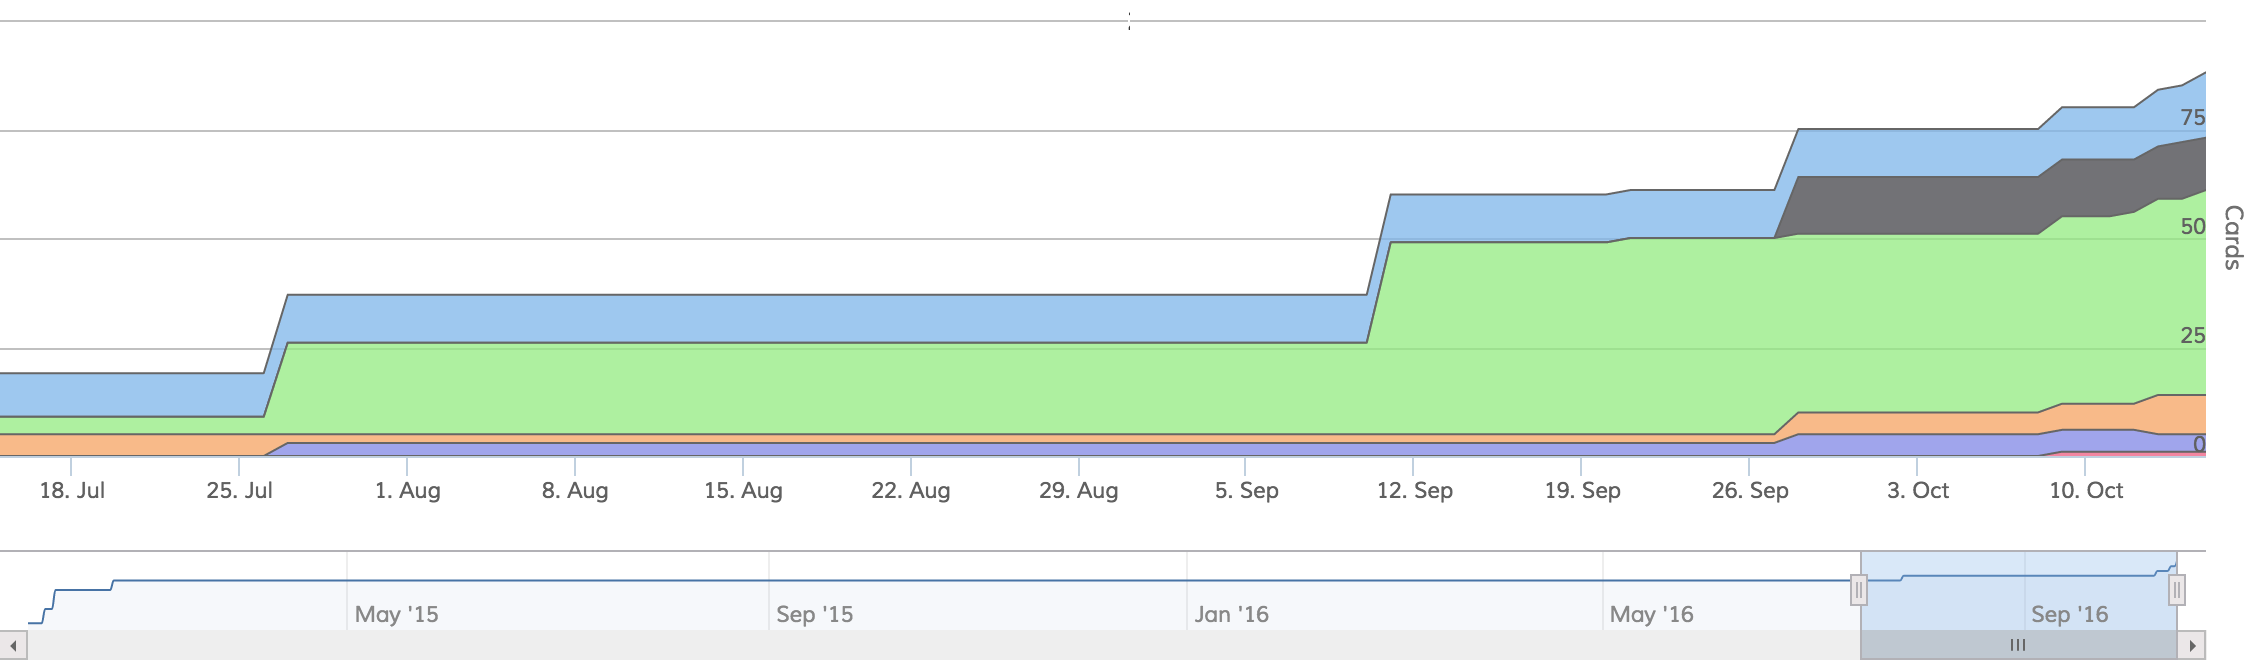 75
50
25
0
Cards
18. Jul 25. Jul 1. Aug 8. Aug 15. Aug 22. Aug 29. Aug 5. Sep 12. Sep 19. Sep 26. Sep 3. Oct 10. Oct
May '15 Sep '15 Jan '16 May '16 Sep '16